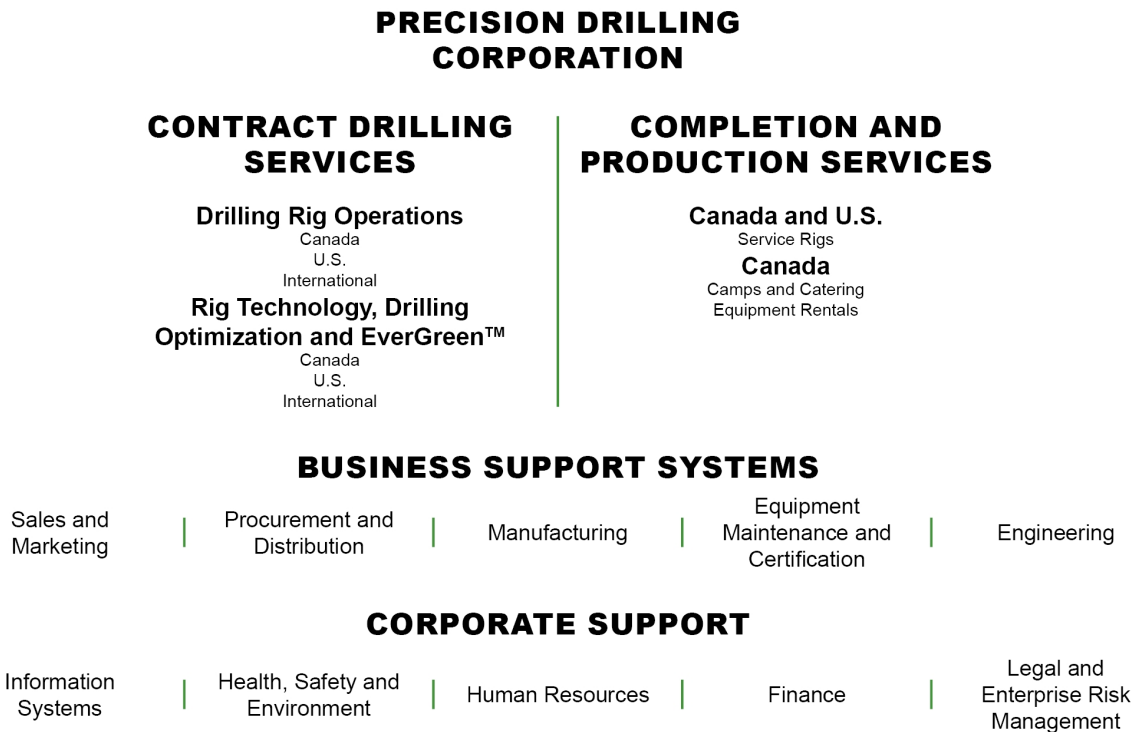 PRECISION DRILLING
CORPORATION
CONTRACT DRILLING
SERVICES
Drilling Rig Operations
Canada
U.S.
International
Rig Technology, Drilling
Optimization and EverGreen™
Canada
U.S.
International
COMPLETION AND
PRODUCTION SERVICES
Canada and U.S.
Service Rigs
Canada
Camps and Catering
Equipment Rentals
BUSINESS SUPPORT SYSTEMS
Sales and
Marketing
Procurement and
Distribution
Manufacturing
Equipment
Maintenance and
Certification
Engineering
CORPORATE SUPPORT
Information
Systems
Health, Safety and
Environment
Human Resources
Finance
Legal and
Enterprise Risk
Management